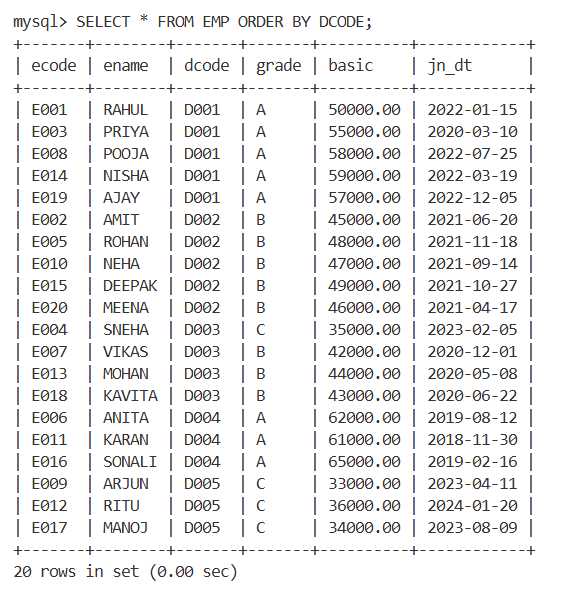 mysql> SELECT * FROM EMP ORDER BY DCODE;
+-------+--------+-------+-------+----------+------------+
| ecode | ename  | dcode | grade | basic    | jn_dt      |
+-------+--------+-------+-------+----------+------------+
| E001  | RAHUL  | D001  | A     | 50000.00 | 2022-01-15 |
| E003  | PRIYA  | D001  | A     | 55000.00 | 2020-03-10 |
| E008  | POOJA  | D001  | A     | 58000.00 | 2022-07-25 |
| E014  | NISHA  | D001  | A     | 59000.00 | 2022-03-19 |
| E019  | AJAY   | D001  | A     | 57000.00 | 2022-12-05 |
| E002  | AMIT   | D002  | B     | 45000.00 | 2021-06-20 |
| E005  | ROHAN  | D002  | B     | 48000.00 | 2021-11-18 |
| E010  | NEHA   | D002  | B     | 47000.00 | 2021-09-14 |
| E015  | DEEPAK | D002  | B     | 49000.00 | 2021-10-27 |
| E020  | MEENA  | D002  | B     | 46000.00 | 2021-04-17 |
| E004  | SNEHA  | D003  | C     | 35000.00 | 2023-02-05 |
| E007  | VIKAS  | D003  | B     | 42000.00 | 2020-12-01 |
| E013  | MOHAN  | D003  | B     | 44000.00 | 2020-05-08 |
| E018  | KAVITA | D003  | B     | 43000.00 | 2020-06-22 |
| E006  | ANITA  | D004  | A     | 62000.00 | 2019-08-12 |
| E011  | KARAN  | D004  | A     | 61000.00 | 2018-11-30 |
| E016  | SONALI | D004  | A     | 65000.00 | 2019-02-16 |
| E009  | ARJUN  | D005  | C     | 33000.00 | 2023-04-11 |
| E012  | RITU   | D005  | C     | 36000.00 | 2024-01-20 |
| E017  | MANOJ  | D005  | C     | 34000.00 | 2023-08-09 |
+-------+--------+-------+-------+----------+------------+
20 rows in set (0.00 sec)